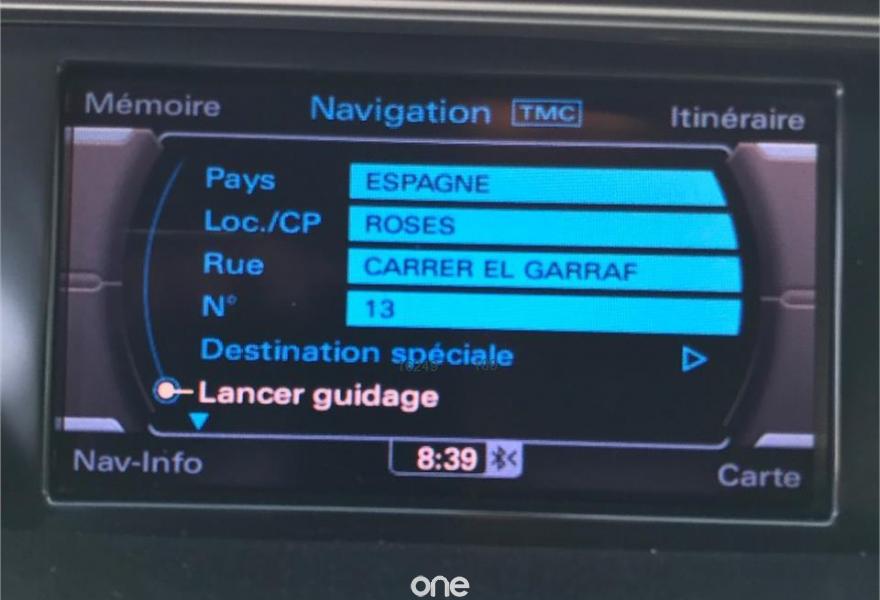 Mémoire Navigation TMC Itinéraire
Pays ESPAGNE
Loc./CP ROSES
Rue CARRER EL GARRAF
N° 13
Destination spéciale
Lancer guidage
Nav-Info 8:39 Carte
one